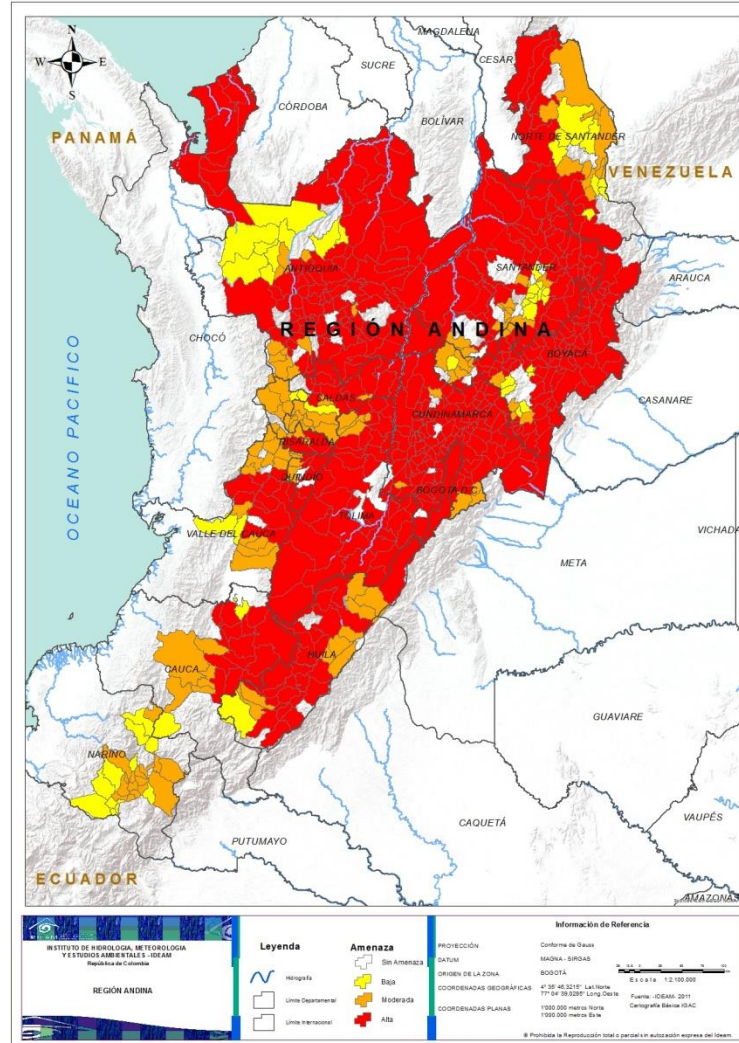 N
W E
S
MAGDALENA
CESAR
SUCRE
CÓRDOBA
BOLÍVAR
PANAMÁ
NORTE DE SANTANDER
VENEZUELA
ANTIOQUIA
SANTANDER
ARAUCA
REGIÓN ANDINA
CHOCÓ
BOYACÁ
OCEANO PACIFICO
CALDAS
CASANARE
CUNDINAMARCA
RISARALDA
QUINDIO
BOGOTA D.C.
TOLIMA
VICHADA
VALLE DEL CAUCA
META
CAUCA
HUILA
GUAVIARE
NARIÑO
VAUPÉS
PUTUMAYO
CAQUETÁ
ECUADOR
AMAZONAS
INSTITUTO DE HIDROLOGIA, METEOROLOGIA
Y ESTUDIOS AMBIENTALES - IDEAM
República de Colombia
REGIÓN ANDINA
Leyenda
Hidrografía
Límite Departamental
Límite Internacional
Amenaza
Sin Amenaza
Baja
Moderada
Alta
Información de Referencia
PROYECCIÓN Conforme de Gauss
DATUM MAGNA - SIRGAS
ORIGEN DE LA ZONA BOGOTÁ
COORDENADAS GEOGRÁFICAS 4° 35' 46,3215" Lat.Norte
77° 04' 39,0285" Long.Oeste
COORDENADAS PLANAS 1'000.000 metros Norte
1'000.000 metros Este
Escala 1:2.100.000
Fuente: -IDEAM- 2011
Cartografía Básica IGAC
® Prohibida la Reproducción total o parcial sin autozación expresa del Ideam.